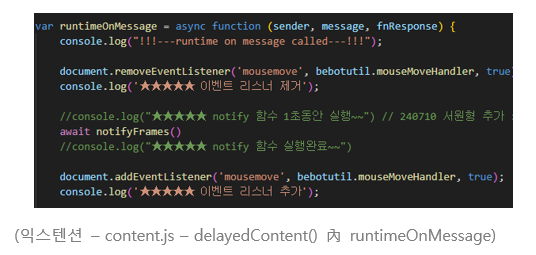 var runtimeOnMessage = async function (sender, message, fnResponse) {
console.log("!!!---runtime on message called---!!!");
document.removeEventListener('mousemove', bebotutil.mouseMoveHandler, true)
console.log('★★★★★ 이벤트 리스너 제거');
//console.log("★★★★★ notify 함수 1초동안 실행~~") // 240710 서원형 추가
await notifyFrames()
//console.log("★★★★★ notify 함수 실행완료~~")
document.addEventListener('mousemove', bebotutil.mouseMoveHandler, true);
console.log('★★★★★ 이벤트 리스너 추가');
(익스텐션 – content.js – delayedContent() 內 runtimeOnMessage)